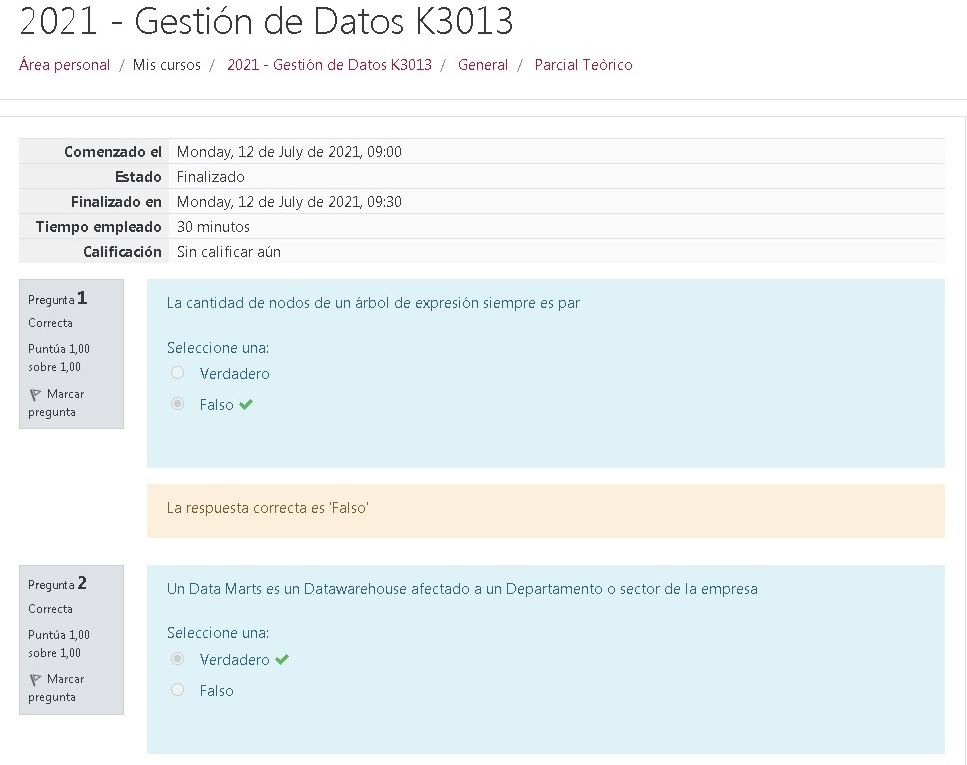 2021 - Gestión de Datos K3013
Área personal / Mis cursos / 2021 - Gestión de Datos K3013 / General / Parcial Teòrico
Comenzado el Monday, 12 de July de 2021, 09:00
Estado Finalizado
Finalizado en Monday, 12 de July de 2021, 09:30
Tiempo empleado 30 minutos
Calificación Sin calificar aún
Pregunta 1
Correcta
Puntúa 1,00
sobre 1,00
Marcar
pregunta
La cantidad de nodos de un árbol de expresión siempre es par
Seleccione una:
Verdadero
Falso
La respuesta correcta es 'Falso'
Pregunta 2
Correcta
Puntúa 1,00
sobre 1,00
Marcar
pregunta
Un Data Marts es un Datawarehouse afectado a un Departamento o sector de la empresa
Seleccione una:
Verdadero
Falso